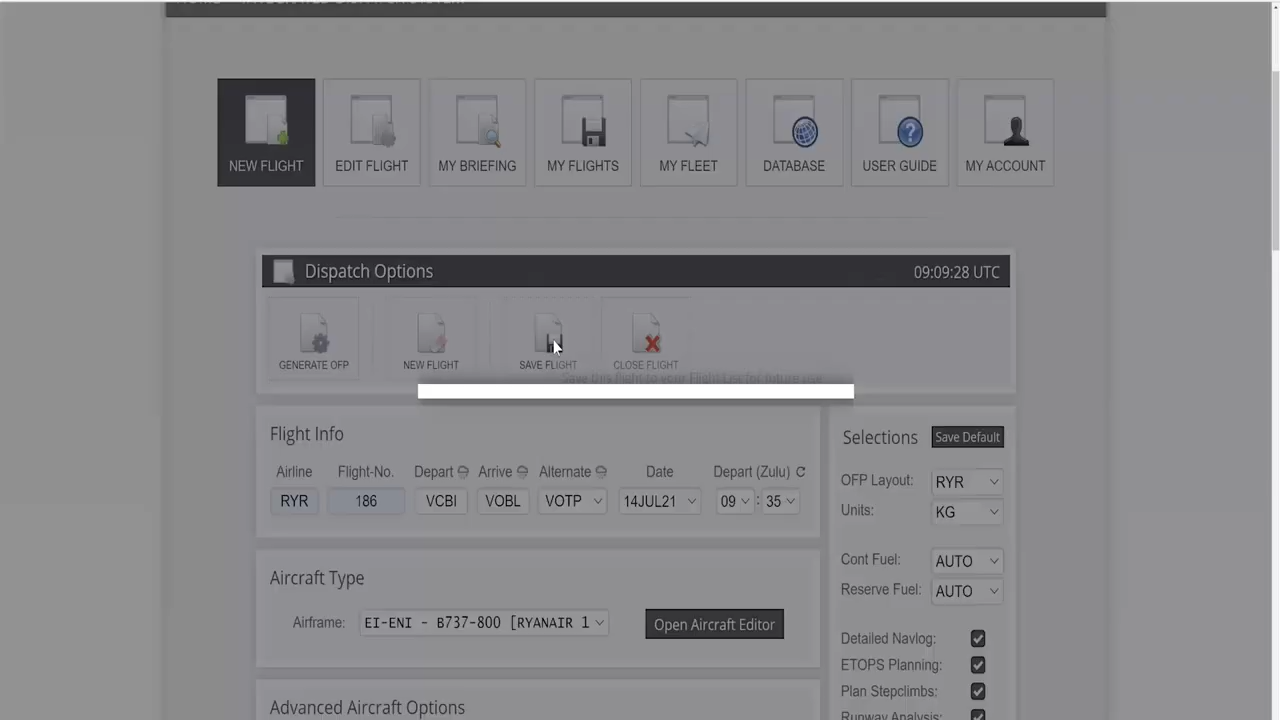 NEW FLIGHT EDIT FLIGHT MY BRIEFING MY FLIGHTS MY FLEET DATABASE USER GUIDE MY ACCOUNT
Dispatch Options 09:09:28 UTC
GENERATE OFP NEW FLIGHT SAVE FLIGHT CLOSE FLIGHT
Save this flight to your Flight List for future use
Flight Info
Airline Flight-No. Depart Arrive Alternate Date Depart (Zulu)
RYR 186 VCBI VOBL VOTP 14JUL21 09 : 35
Aircraft Type
Airframe: EI-ENI - B737-800 [RYANAIR 1 Open Aircraft Editor
Advanced Aircraft Options
Selections Save Default
OFP Layout: RYR
Units: KG
Cont Fuel: AUTO
Reserve Fuel: AUTO
Detailed Navlog:
ETOPS Planning:
Plan Stepclimbs:
Runway Analysis: